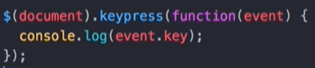 $(document).keypress(function(event) {
  console.log(event.key);
});